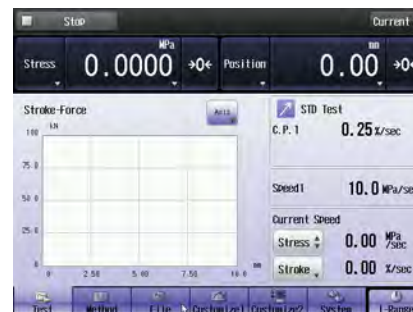 Stop
Current
Stress
MPa
0.0000
→0←
Position
mm
0.00
→0←
Stroke-Force
Axis
kN
100
75.0
50.0
25.0
0
0
2.50
5.00
7.50
10.0
mm
STD Test
C.P.1
0.25 %/sec
Speed1
10.0 MPa/se
Current Speed
Stress
0.00
MPa/sec
Stroke
0.00
%/sec
Test
Method
File
Customize1
Customize2
System
I-Range